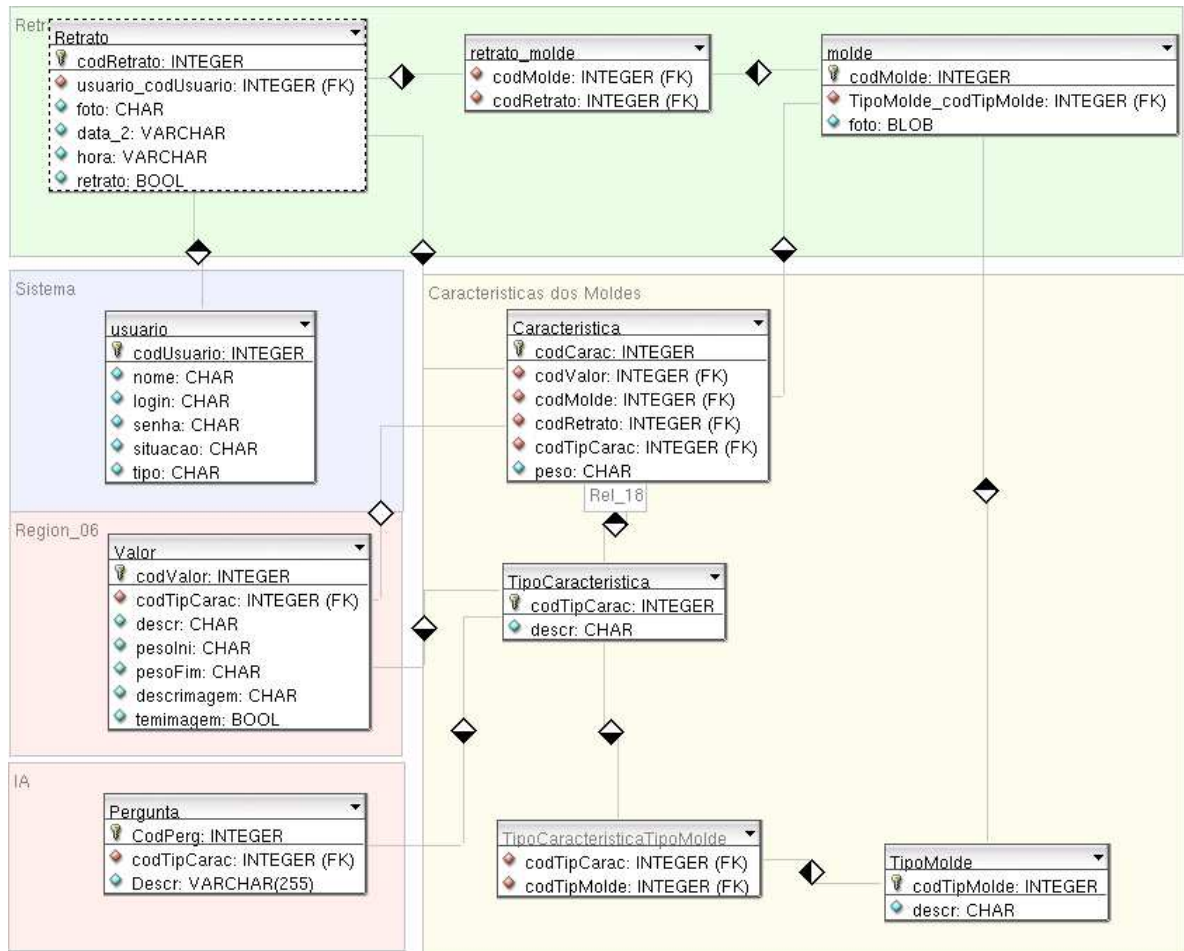 Retr
Retrato
codRetrato: INTEGER
usuario_codUsuario: INTEGER (FK)
foto: CHAR
data_2: VARCHAR
hora: VARCHAR
retrato: BOOL
retrato_molde
codMolde: INTEGER (FK)
codRetrato: INTEGER (FK)
molde
codMolde: INTEGER
TipoMolde_codTipMolde: INTEGER (FK)
foto: BLOB
Sistema
usuario
codUsuario: INTEGER
nome: CHAR
login: CHAR
senha: CHAR
situacao: CHAR
tipo: CHAR
Caracteristicas dos Moldes
Caracteristica
codCarac: INTEGER
codValor: INTEGER (FK)
codMolde: INTEGER (FK)
codRetrato: INTEGER (FK)
codTipCarac: INTEGER (FK)
peso: CHAR
Rel_18
Region_06
Valor
codValor: INTEGER
codTipCarac: INTEGER (FK)
descr: CHAR
pesoIni: CHAR
pesoFim: CHAR
descrimagem: CHAR
temimagem: BOOL
TipoCaracteristica
codTipCarac: INTEGER
descr: CHAR
IA
Pergunta
CodPerg: INTEGER
codTipCarac: INTEGER (FK)
Descr: VARCHAR(255)
TipoCaracteristicaTipoMolde
codTipCarac: INTEGER (FK)
codTipMolde: INTEGER (FK)
TipoMolde
codTipMolde: INTEGER
descr: CHAR